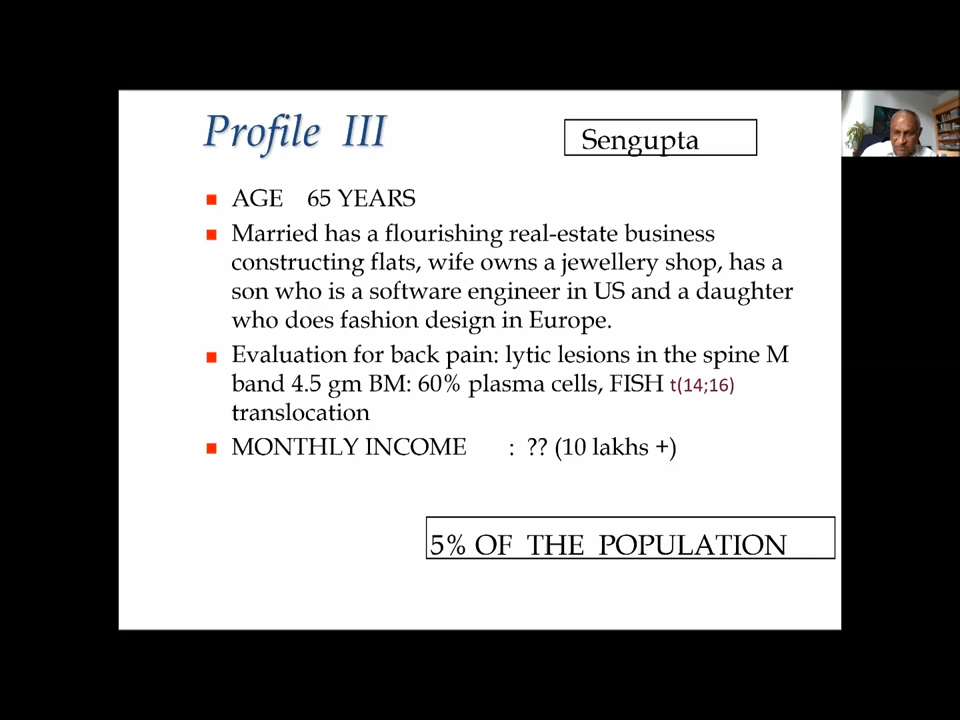 Profile III
Sengupta
AGE 65 YEARS
Married has a flourishing real-estate business
constructing flats, wife owns a jewellery shop, has a
son who is a software engineer in US and a daughter
who does fashion design in Europe.
Evaluation for back pain: lytic lesions in the spine M
band 4.5 gm BM: 60% plasma cells, FISH t(14;16)
translocation
MONTHLY INCOME : ?? (10 lakhs +)
5% OF THE POPULATION